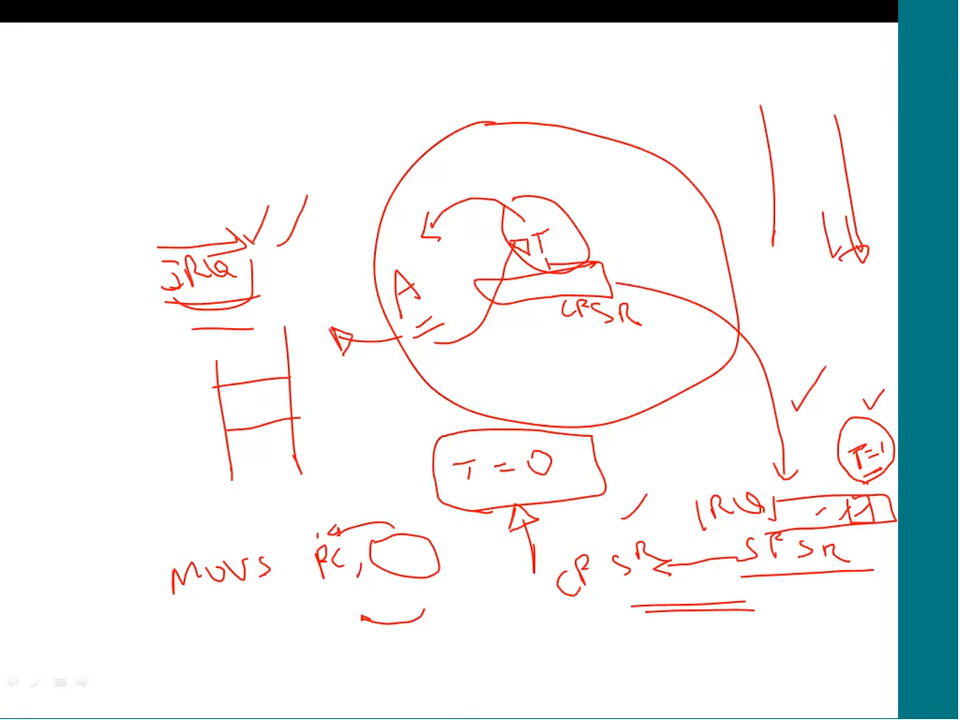 T
IRQ
A
CPSR
T=1
T = 0
IRQ
SPSR
MOVS PC,
CPSR